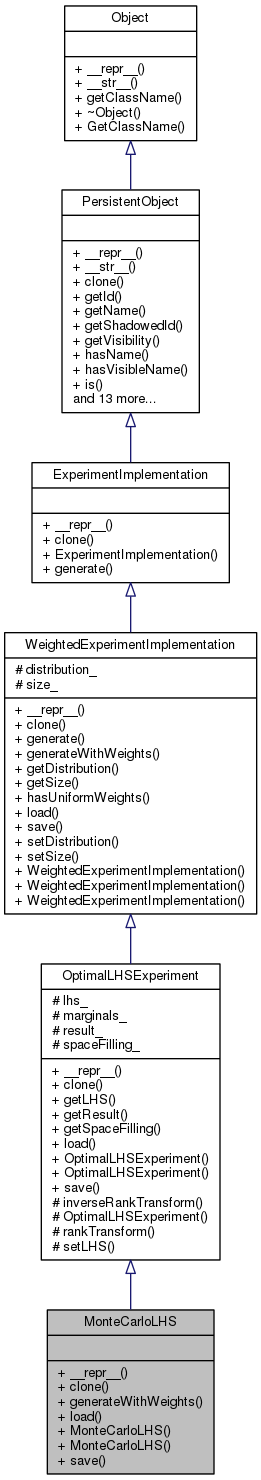 Object
+ __repr__()
+ __str__()
+ getClassName()
+ ~Object()
+ GetClassName()
PersistentObject
+ __repr__()
+ __str__()
+ clone()
+ getId()
+ getName()
+ getShadowedId()
+ getVisibility()
+ hasName()
+ hasVisibleName()
+ is()
and 13 more...
ExperimentImplementation
+ __repr__()
+ clone()
+ ExperimentImplementation()
+ generate()
WeightedExperimentImplementation
# distribution_
# size_
+ __repr__()
+ clone()
+ generate()
+ generateWithWeights()
+ getDistribution()
+ getSize()
+ hasUniformWeights()
+ load()
+ save()
+ setDistribution()
+ setSize()
+ WeightedExperimentImplementation()
+ WeightedExperimentImplementation()
+ WeightedExperimentImplementation()
OptimalLHSExperiment
# lhs_
# marginals_
# result_
# spaceFilling_
+ __repr__()
+ clone()
+ getLHS()
+ getResult()
+ getSpaceFilling()
+ load()
+ OptimalLHSExperiment()
+ OptimalLHSExperiment()
+ save()
# inverseRankTransform()
# OptimalLHSExperiment()
# rankTransform()
# setLHS()
MonteCarloLHS
+ __repr__()
+ clone()
+ generateWithWeights()
+ load()
+ MonteCarloLHS()
+ MonteCarloLHS()
+ save()